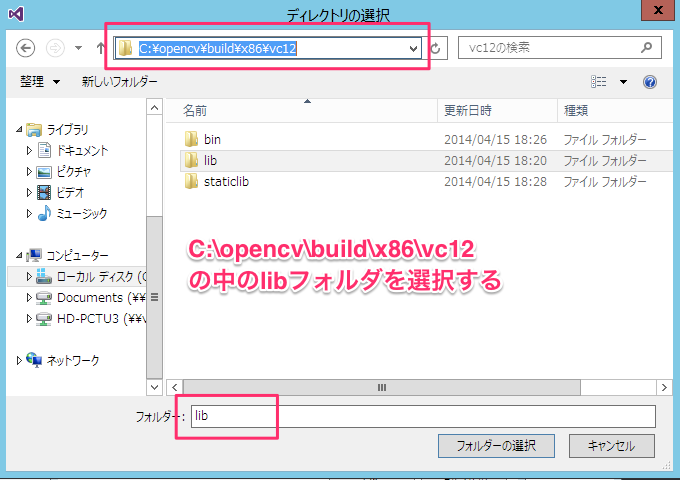 ディレクトリの選択
C:¥opencv¥build¥x86¥vc12
vc12の検索
整理
新しいフォルダー
名前
更新日時
種類
ライブラリ
ドキュメント
ピクチャ
ビデオ
ミュージック
コンピューター
ローカル ディスク (C
Documents (¥¥
HD-PCTU3 (¥¥v
ネットワーク
bin 2014/04/15 18:26 ファイル フォルダー
lib 2014/04/15 18:20 ファイル フォルダー
staticlib 2014/04/15 18:28 ファイル フォルダー
C:\opencv\build\x86\vc12
の中のlibフォルダを選択する
フォルダー: lib
フォルダーの選択
キャンセル